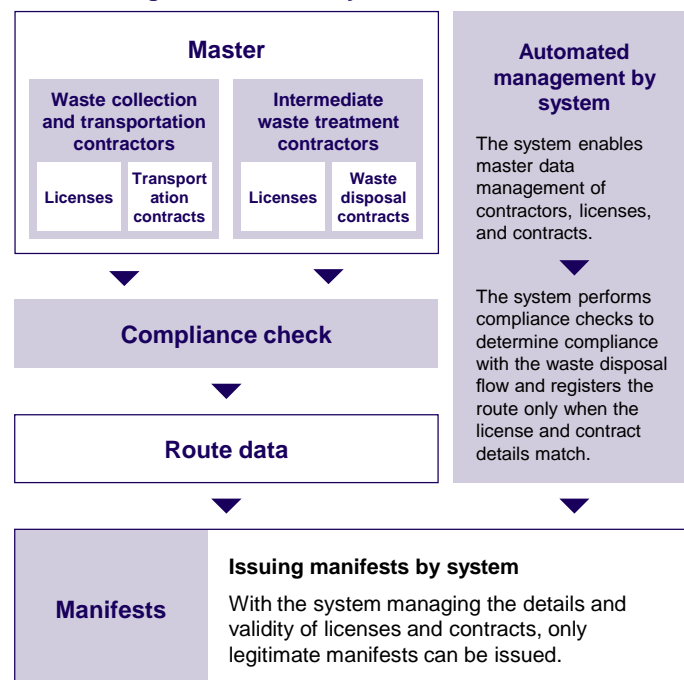 Master
Waste collection
and transportation
contractors
Licenses
Transport
ation
contracts
Intermediate
waste treatment
contractors
Licenses
Waste
disposal
contracts
Compliance check
Route data
Automated
management by
system
The system enables
master data
management of
contractors, licenses,
and contracts.
The system performs
compliance checks to
determine compliance
with the waste disposal
flow and registers the
route only when the
license and contract
details match.
Manifests
Issuing manifests by system
With the system managing the details and
validity of licenses and contracts, only
legitimate manifests can be issued.